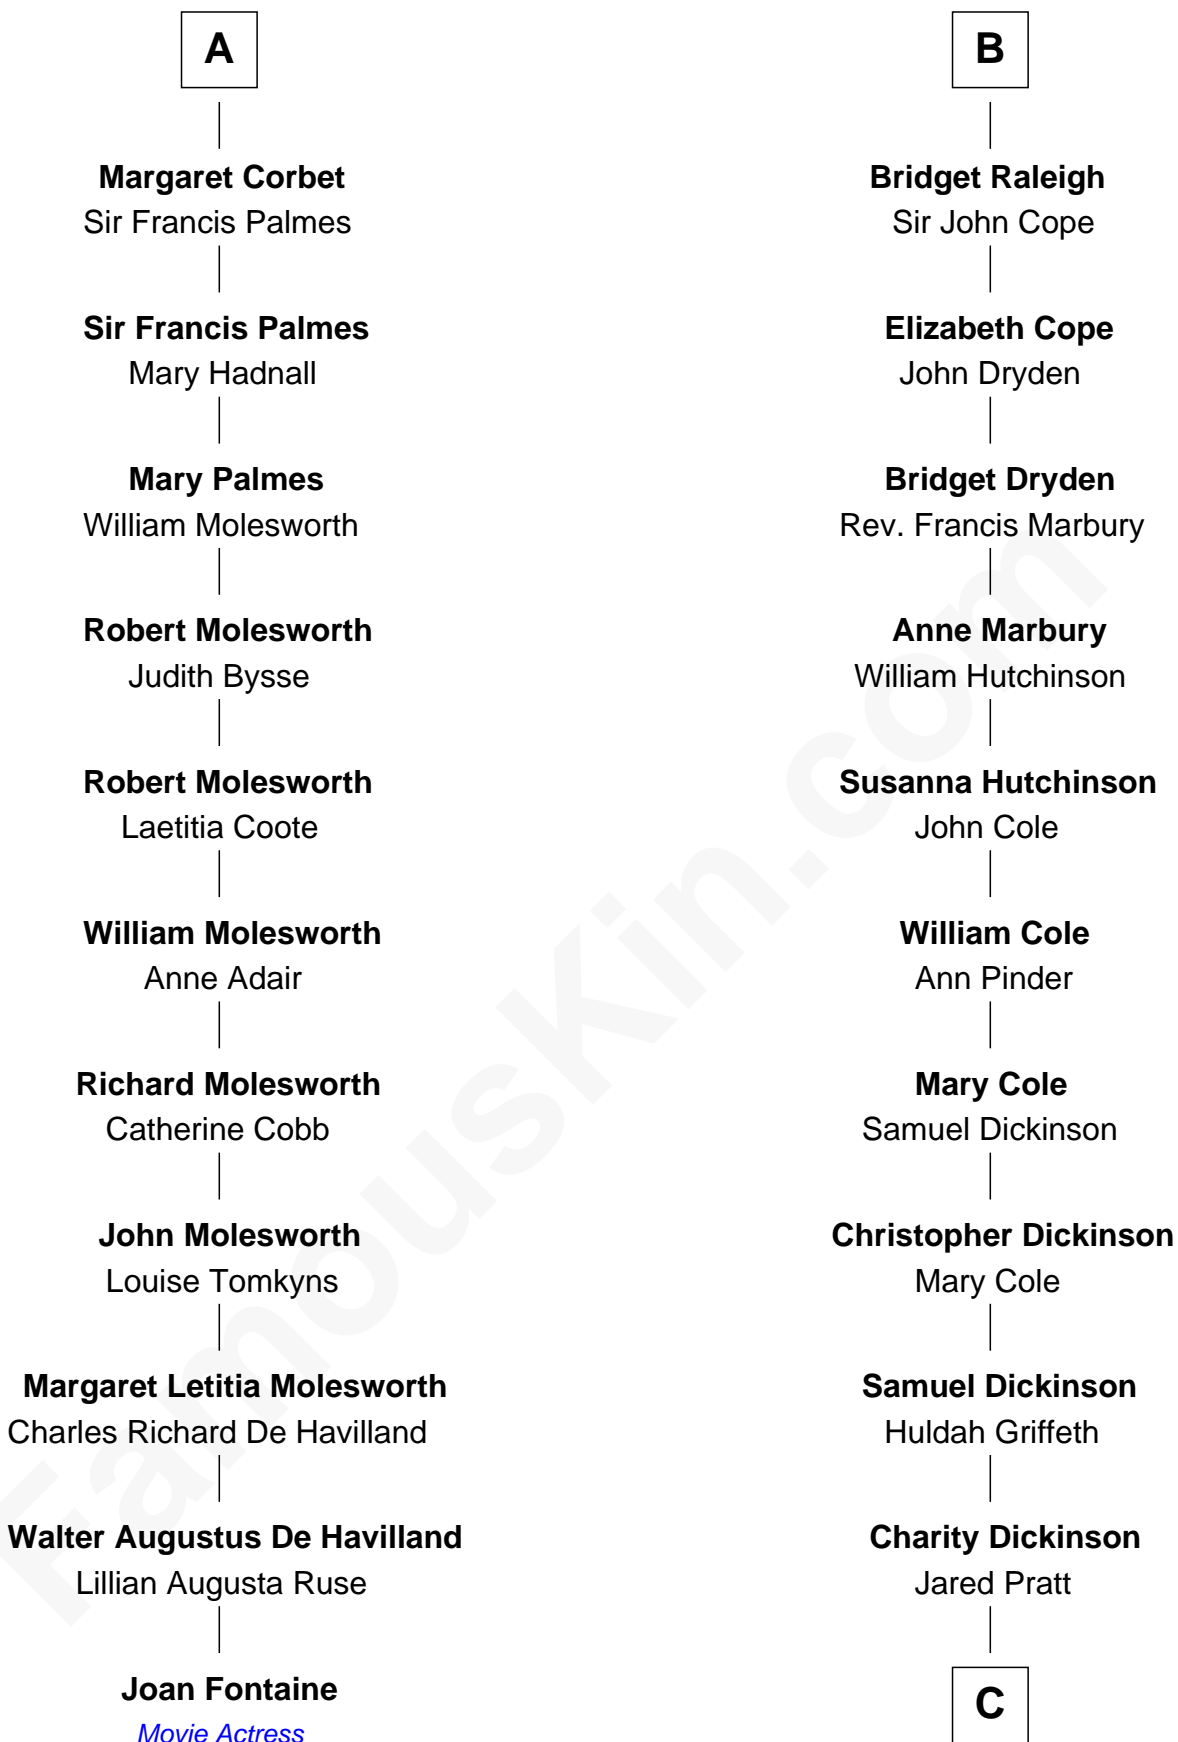 A
Margaret Corbet
Sir Francis Palmes
Sir Francis Palmes
Mary Hadnall
Mary Palmes
William Molesworth
Robert Molesworth
Judith Bysse
Robert Molesworth
Laetitia Coote
William Molesworth
Anne Adair
Richard Molesworth
Catherine Cobb
John Molesworth
Louise Tomkyns
Margaret Letitia Molesworth
Charles Richard De Havilland
Walter Augustus De Havilland
Lillian Augusta Ruse
Joan Fontaine
Movie Actress
B
Bridget Raleigh
Sir John Cope
Elizabeth Cope
John Dryden
Bridget Dryden
Rev. Francis Marbury
Anne Marbury
William Hutchinson
Susanna Hutchinson
John Cole
William Cole
Ann Pinder
Mary Cole
Samuel Dickinson
Christopher Dickinson
Mary Cole
Samuel Dickinson
Huldah Griffeth
Charity Dickinson
Jared Pratt
C
FamousKin.com